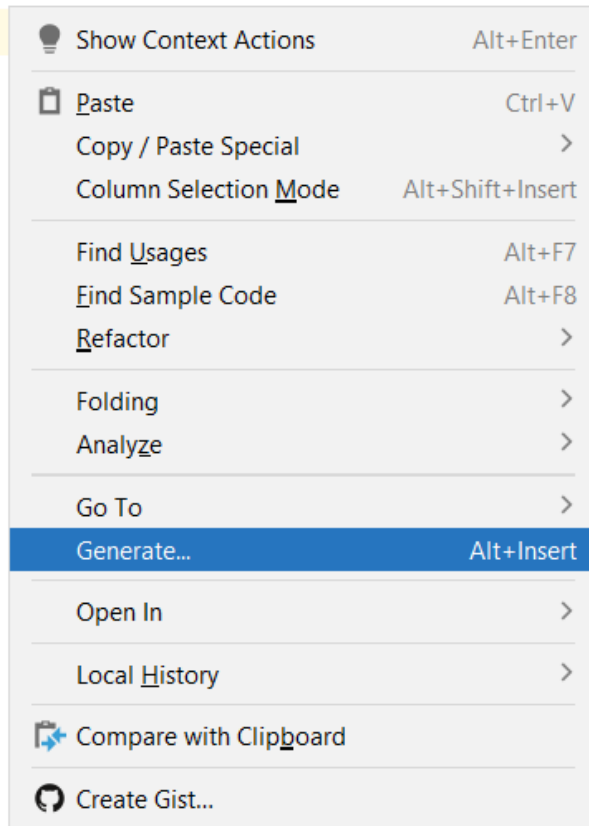 Show Context Actions Alt+Enter
Paste Ctrl+V
Copy / Paste Special
Column Selection Mode Alt+Shift+Insert
Find Usages Alt+F7
Find Sample Code Alt+F8
Refactor
Folding
Analyze
Go To
Generate... Alt+Insert
Open In
Local History
Compare with Clipboard
Create Gist...